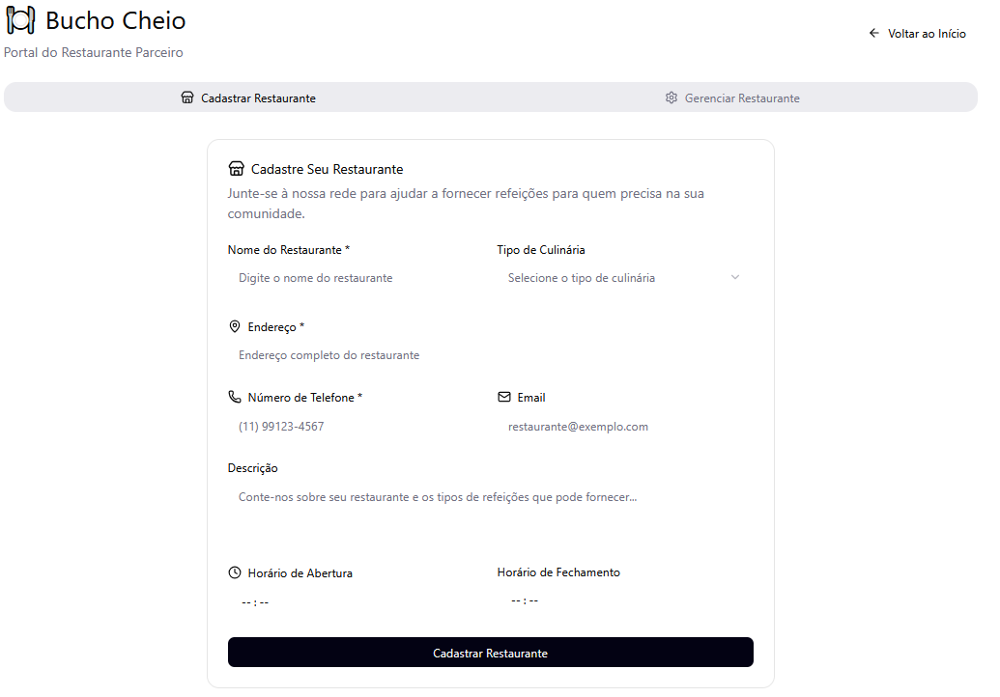 Bucho Cheio
Portal do Restaurante Parceiro
Voltar ao Início
Cadastrar Restaurante
Gerenciar Restaurante
Cadastre Seu Restaurante
Junte-se à nossa rede para ajudar a fornecer refeições para quem precisa na sua
comunidade.
Nome do Restaurante *
Tipo de Culinária
Digite o nome do restaurante
Selecione o tipo de culinária
Endereço *
Endereço completo do restaurante
Número de Telefone *
Email
(11) 99123-4567
restaurante@exemplo.com
Descrição
Conte-nos sobre seu restaurante e os tipos de refeições que pode fornecer...
Horário de Abertura
Horário de Fechamento
-- : --
-- : --
Cadastrar Restaurante